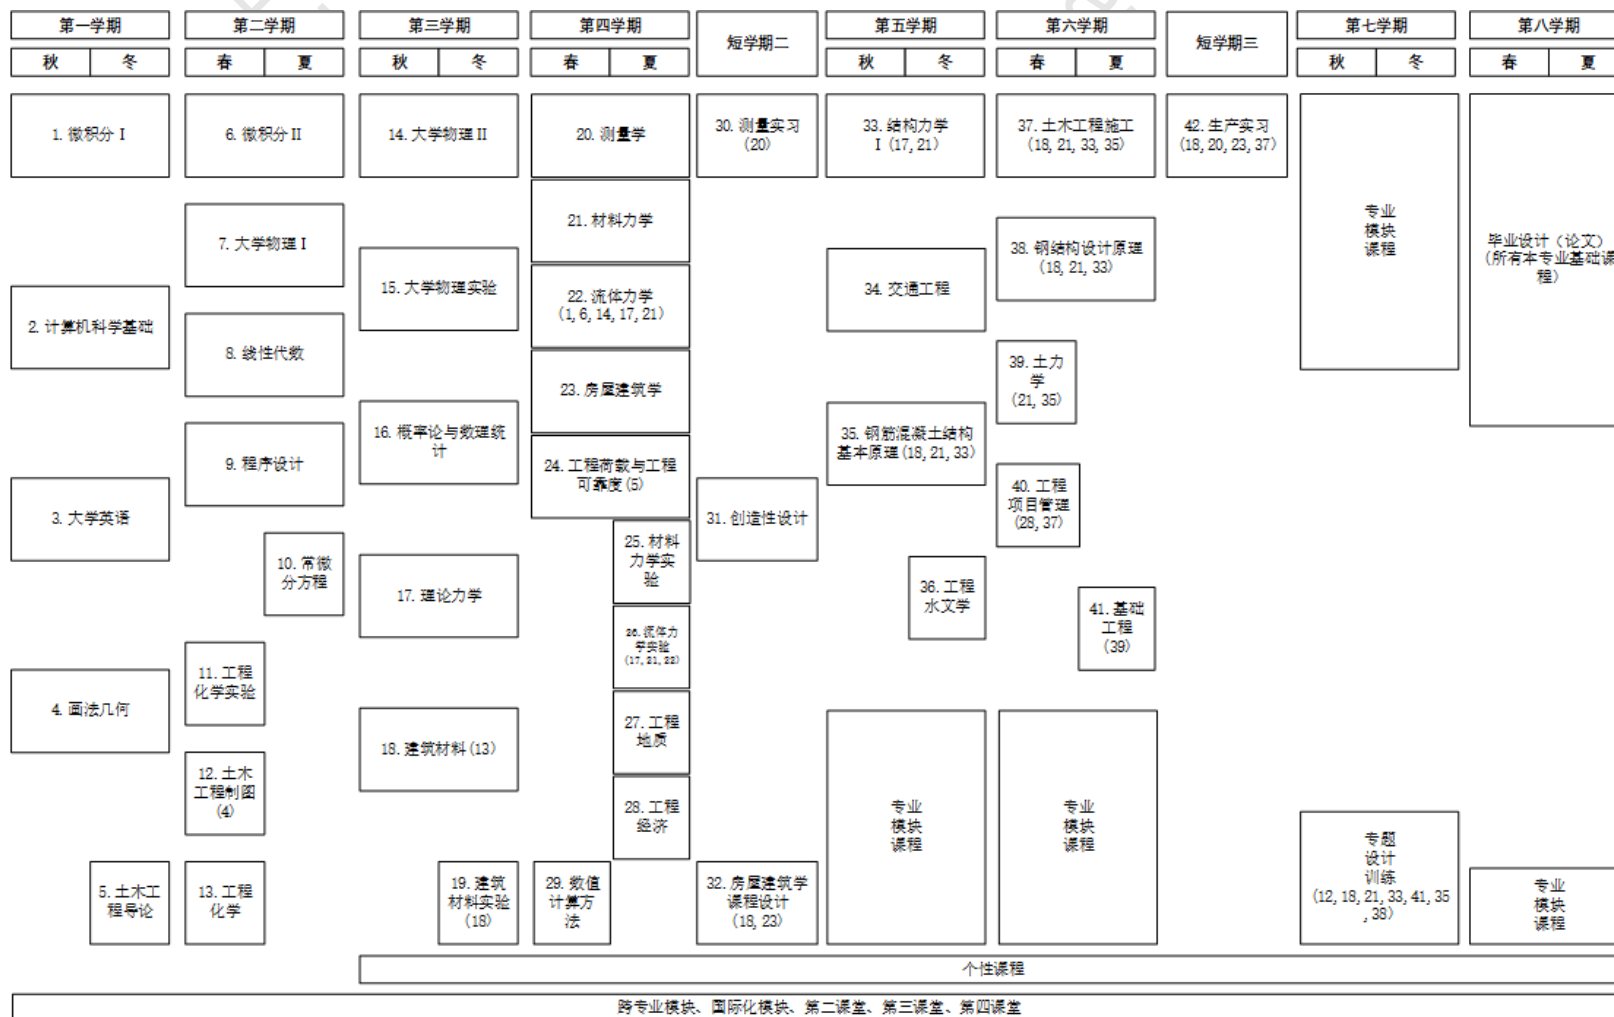 第一学期
秋
冬
第二学期
春
夏
第三学期
秋
冬
第四学期
春
夏
短学期二
第五学期
秋
冬
第六学期
春
夏
短学期三
第七学期
秋
冬
第八学期
春
夏
1. 微积分 I
2. 计算机科学基础
3. 大学英语
4. 画法几何
5. 土木工
程导论
6. 微积分 II
7. 大学物理 I
8. 线性代数
9. 程序设计
10. 常微
分方程
11. 工程
化学实验
12. 土木
工程制图
(4)
13. 工程
化学
14. 大学物理 II
15. 大学物理实验
16. 概率论与数理统
计
17. 理论力学
18. 建筑材料(13)
19. 建筑
材料实验
(18)
20. 测量学
21. 材料力学
22. 流体力学
(1, 6, 14, 17, 21)
23. 房屋建筑学
24. 工程荷载与工程
可靠度(5)
25. 材料
力学实
验
26. 流体力
学实验
(17, 21, 22)
27. 工程
地质
28. 工程
经济
29. 数值
计算方
法
30. 测量实习
(20)
31. 创造性设计
32. 房屋建筑学
课程设计
(18, 23)
33. 结构力学
I (17, 21)
34. 交通工程
35. 钢筋混凝土结构
基本原理(18, 21, 33)
36. 工程
水文学
专业
模块
课程
37. 土木工程施工
(18, 21, 33, 35)
38. 钢结构设计原理
(18, 21, 33)
39. 土力
学
(21, 35)
40. 工程
项目管理
(28, 37)
41. 基础
工程
(39)
专业
模块
课程
42. 生产实习
(18, 20, 23, 37)
专业
模块
课程
专题
设计
训练
(12, 18, 21, 33, 41, 35
, 38)
毕业设计（论文）
（所有本专业基础课
程）
专业
模块
课程
个性课程
跨专业模块、国际化模块、第二课堂、第三课堂、第四课堂